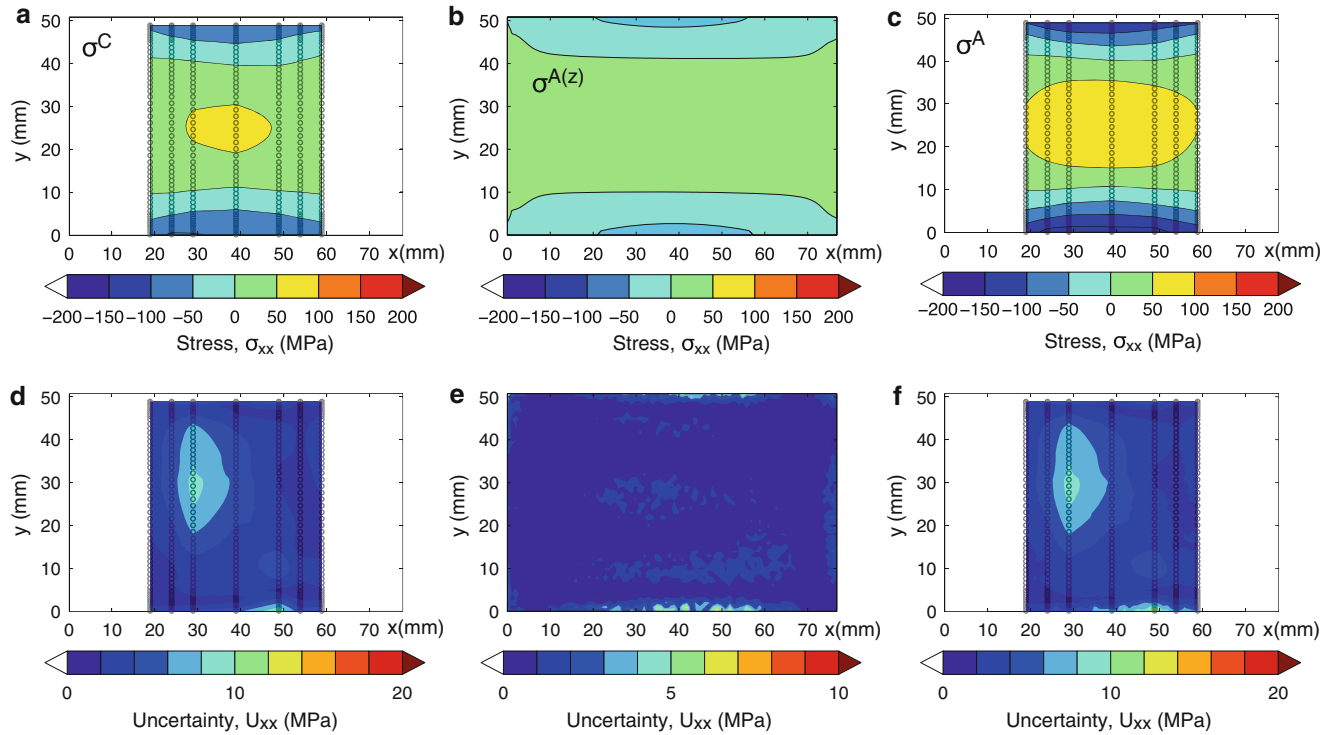 a
b
c
σC
σA(z)
σA
y (mm)
50
40
30
20
10
0
0 10 20 30 40 50 60 70 x(mm)
y (mm)
50
40
30
20
10
0
0 10 20 30 40 50 60 70 x(mm)
y (mm)
50
40
30
20
10
0
0 10 20 30 40 50 60 70 x(mm)
−200 −150 −100 −50 0 50 100 150 200
Stress, σxx (MPa)
−200 −150 −100 −50 0 50 100 150 200
Stress, σxx (MPa)
−200 −150 −100 −50 0 50 100 150 200
Stress, σxx (MPa)
d
e
f
y (mm)
50
40
30
20
10
0
0 10 20 30 40 50 60 70 x(mm)
y (mm)
50
40
30
20
10
0
0 10 20 30 40 50 60 70 x(mm)
y (mm)
50
40
30
20
10
0
0 10 20 30 40 50 60 70 x(mm)
0 10 20
Uncertainty, Uxx (MPa)
0 5 10
Uncertainty, Uxx (MPa)
0 10 20
Uncertainty, Uxx (MPa)